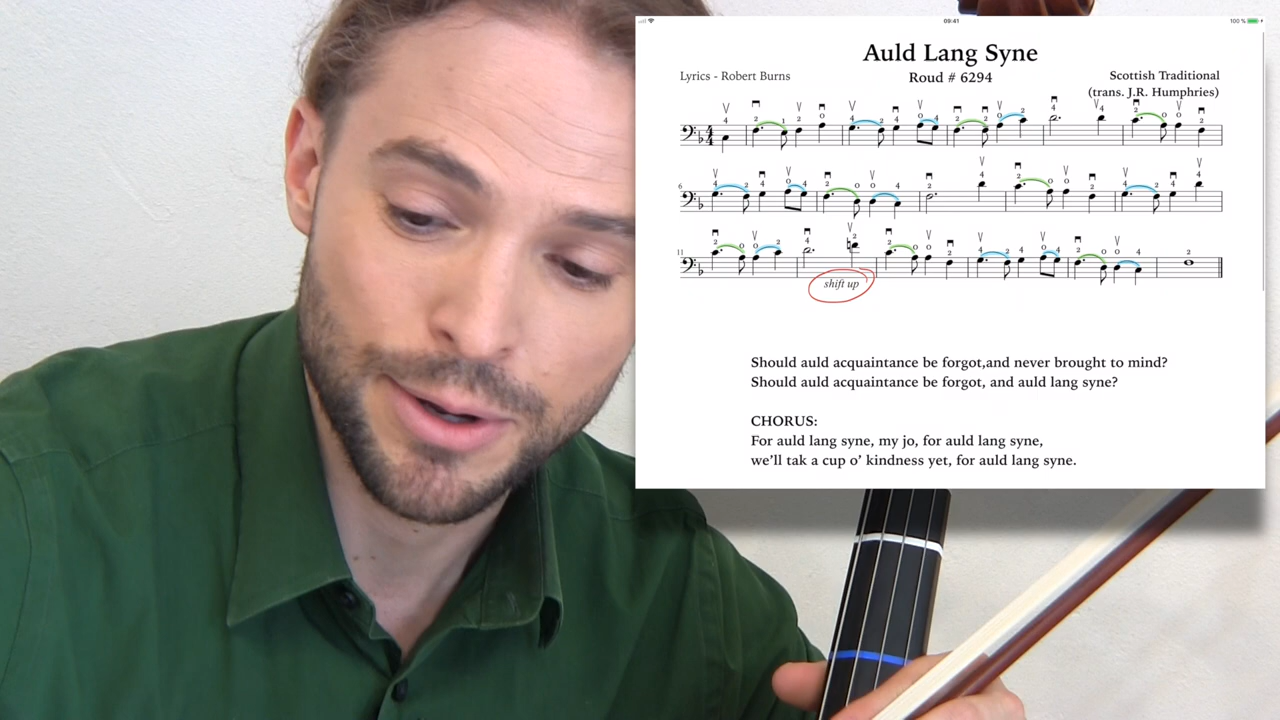 09:41
100 %
Auld Lang Syne
Lyrics - Robert Burns
Roud # 6294
Scottish Traditional
(trans. J.R. Humphries)
6
11
shift up
Should auld acquaintance be forgot,and never brought to mind?
Should auld acquaintance be forgot, and auld lang syne?
CHORUS:
For auld lang syne, my jo, for auld lang syne,
we’ll tak a cup o’ kindness yet, for auld lang syne.